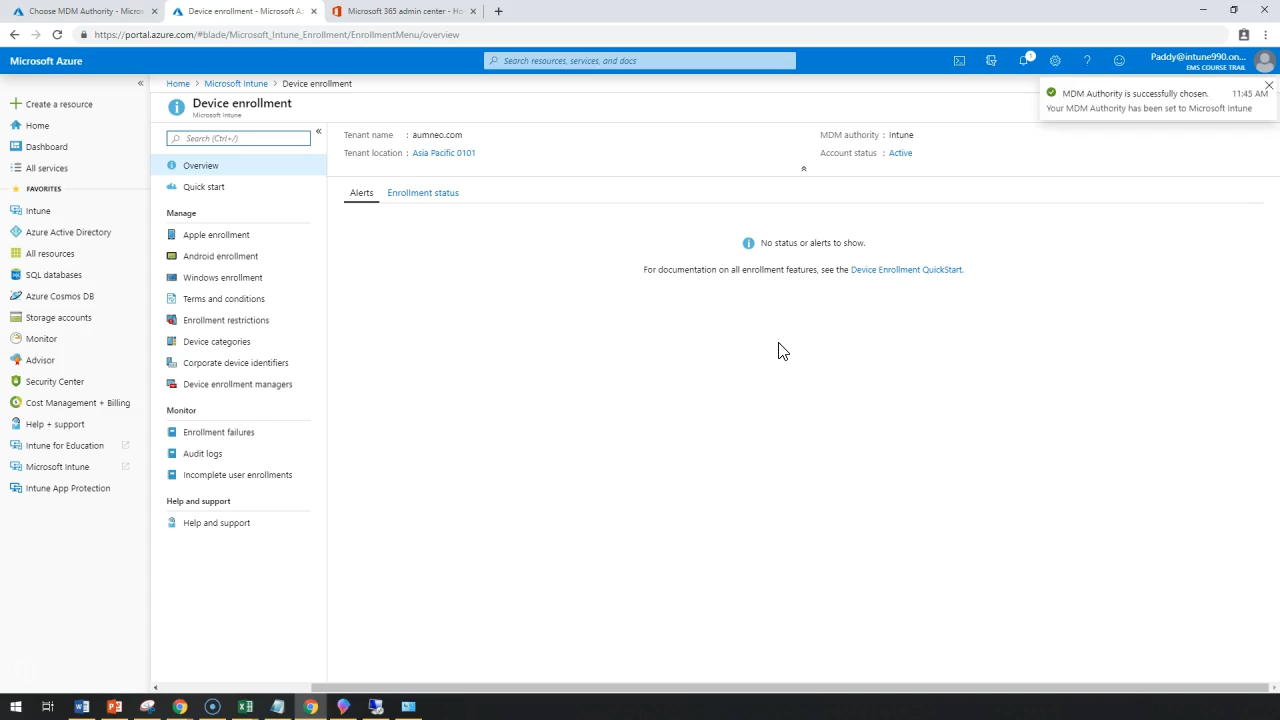 Choose MDM Authority - Micros
Device enrollment - Microsoft A
Microsoft 365 admin center - Ho
https://portal.azure.com/#blade/Microsoft_Intune_Enrollment/EnrollmentMenu/overview
Microsoft Azure
Search resources, services, and docs
1
Paddy@intune990.on...
EMS COURSE TRAIL
Home > Microsoft Intune > Device enrollment
MDM Authority is successfully chosen. 11:45 AM
Your MDM Authority has been set to Microsoft Intune
Create a resource
Home
Dashboard
All services
FAVORITES
Intune
Azure Active Directory
All resources
SQL databases
Azure Cosmos DB
Storage accounts
Monitor
Advisor
Security Center
Cost Management + Billing
Help + support
Intune for Education
Microsoft Intune
Intune App Protection
Device enrollment
Microsoft Intune
Search (Ctrl+/)
Overview
Quick start
Manage
Apple enrollment
Android enrollment
Windows enrollment
Terms and conditions
Enrollment restrictions
Device categories
Corporate device identifiers
Device enrollment managers
Monitor
Enrollment failures
Audit logs
Incomplete user enrollments
Help and support
Help and support
Tenant name : aumneo.com
Tenant location : Asia Pacific 0101
MDM authority : Intune
Account status : Active
Alerts
Enrollment status
No status or alerts to show.
For documentation on all enrollment features, see the Device Enrollment QuickStart.